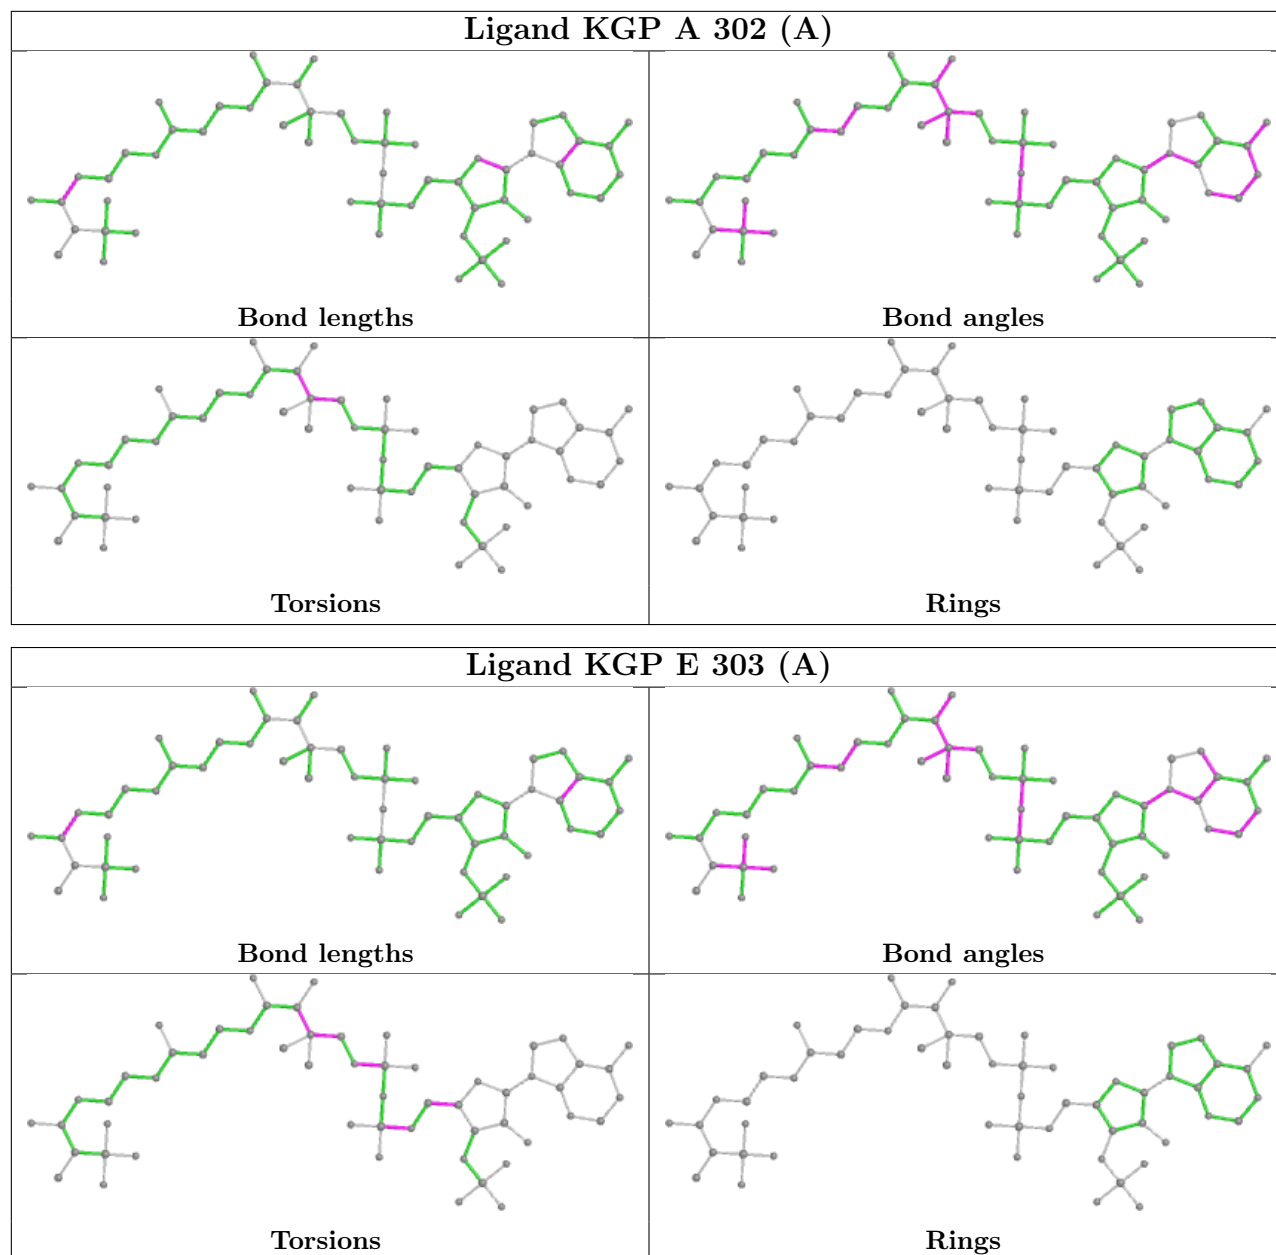 Ligand KGP A 302 (A)
Bond lengths
Bond angles
Torsions
Rings
Ligand KGP E 303 (A)
Bond lengths
Bond angles
Torsions
Rings